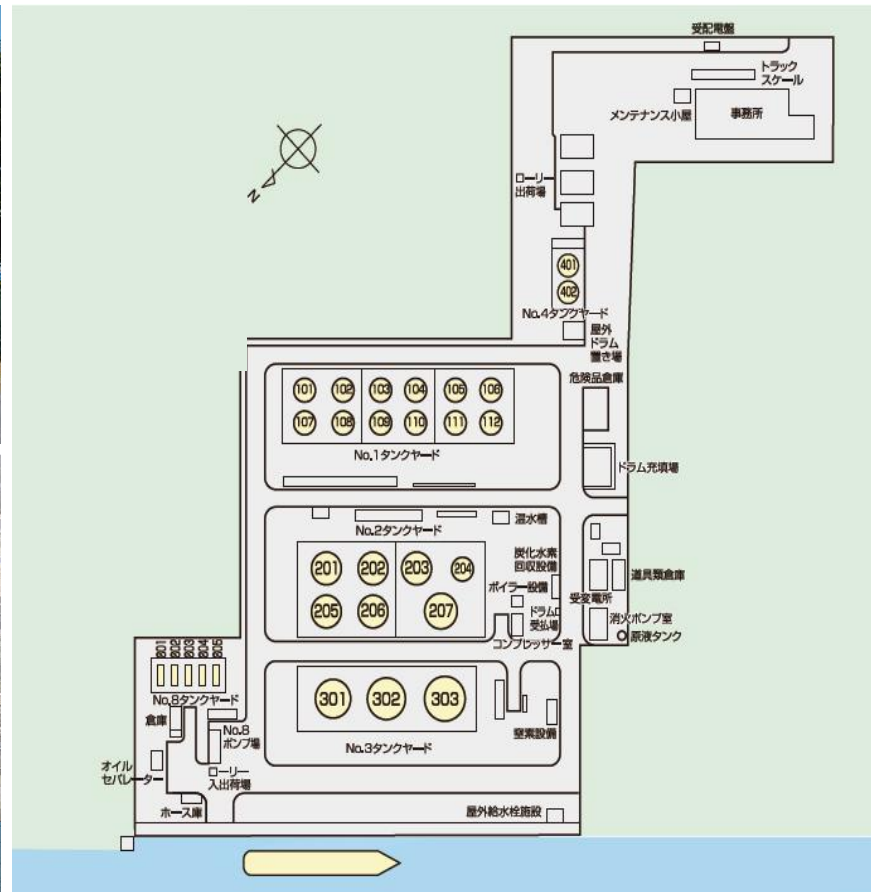 受配電盤
トラック
スケール
メンテナンス小屋
事務所
N
ローリー
出荷場
401
402
No.4タンクヤード
屋外
ドラム
置き場
危険品倉庫
101 102 103 104 105 106
107 108 109 110 111 112
No.1タンクヤード
ドラム充填場
温水槽
No.2タンクヤード
炭化水素
回収設備
201 202 203 204
ボイラー設備
道具類倉庫
受変電所
205 206 207
ドラム
受払場
消火ポンプ室
原液タンク
コンプレッサー室
801 802 803 804 805
No.8タンクヤード
301 302 303
倉庫
No.8
ポンプ場
No.3タンクヤード
窒素設備
オイル
セパレーター
ローリー
入出荷場
ホース庫
屋外給水栓施設